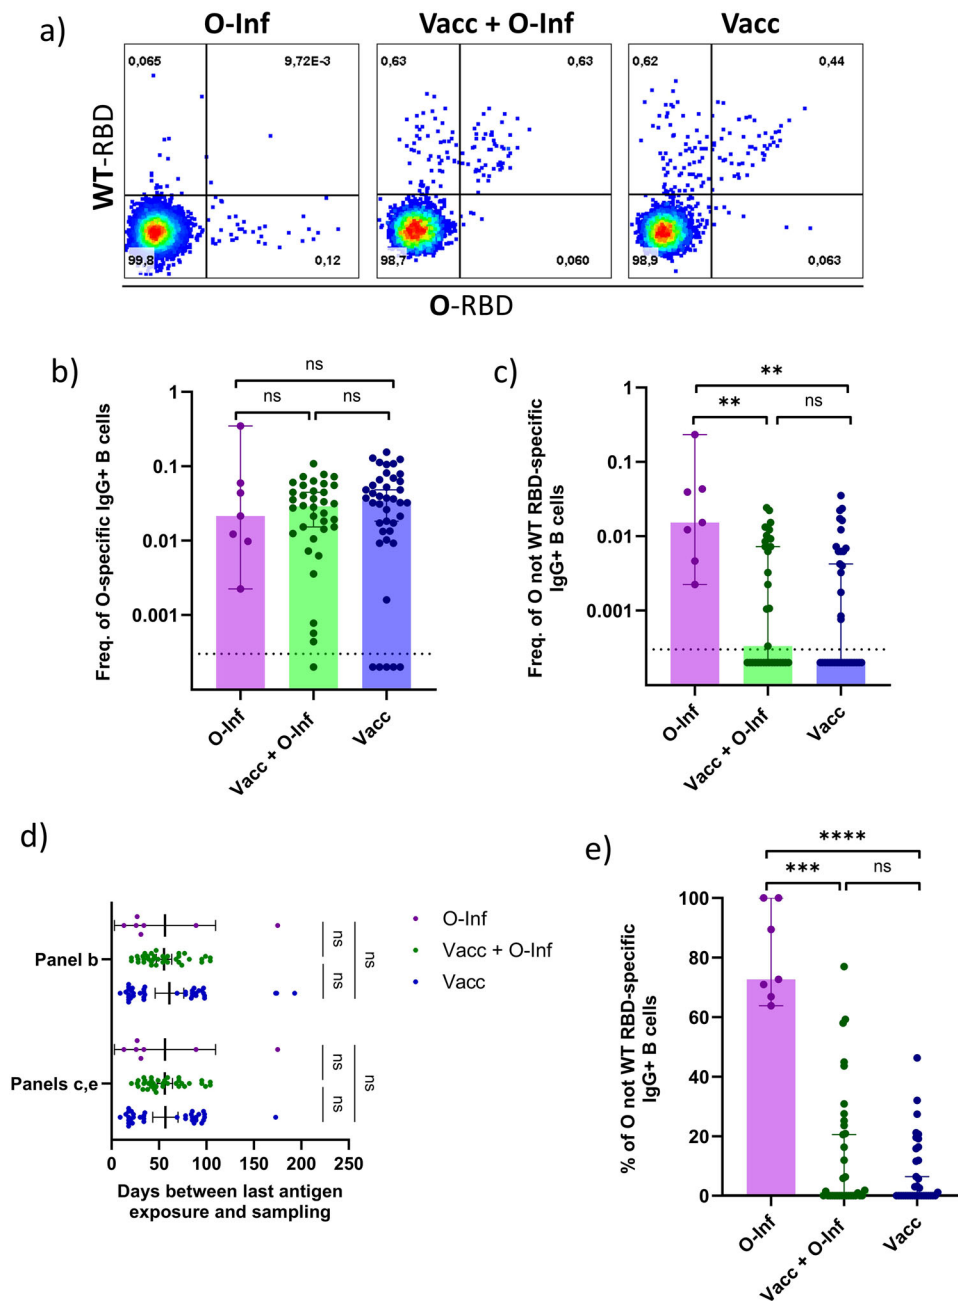 a)
O-Inf Vacc + O-Inf Vacc
0,065 9,72E-3 0,63 0,63 0,62 0,44
WT-RBD
99,8 0,12 98,7 0,060 98,9 0,063
O-RBD
b)
ns
ns ns
Freq. of O-specific IgG+ B cells
1
0.1
0.01
0.001
O-Inf Vacc + O-Inf Vacc
c)
**
** ns
Freq. of O not WT RBD-specific
IgG+ B cells
1
0.1
0.01
0.001
O-Inf Vacc + O-Inf Vacc
d)
Panel b
Panels c,e
ns ns ns
ns ns ns
0 50 100 150 200 250
Days between last antigen
exposure and sampling
O-Inf
Vacc + O-Inf
Vacc
e)
****
*** ns
% of O not WT RBD-specific
IgG+ B cells
100
80
60
40
20
0
O-Inf Vacc + O-Inf Vacc